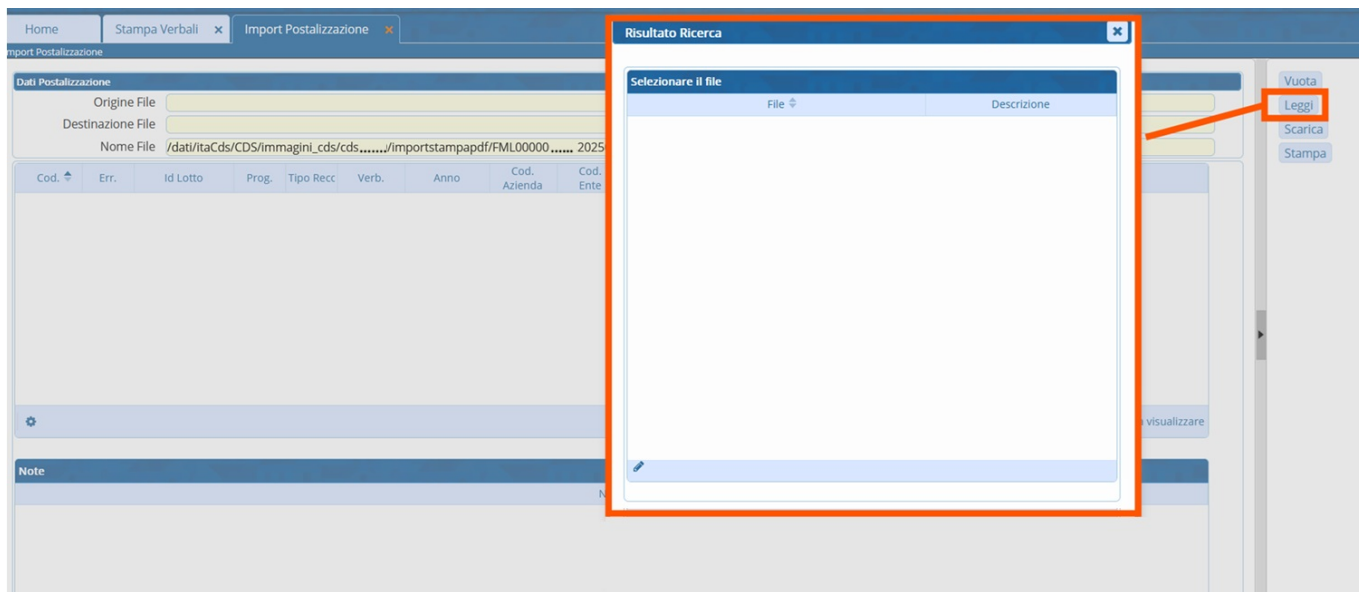 Home Stampa Verbali Import Postalizzazione
mport Postalizzazione
Dati Postalizzazione
Origine File
Destinazione File
Nome File /dati/itaCds/CDS/immagini_cds/cds......./importstampapdf/FML00000...... 2025
Cod. Err. Id Lotto Prog. Tipo Recc Verb. Anno Cod. Azienda Cod. Ente
visualizzare
Note
N
Risultato Ricerca
Selezionare il file
File Descrizione
Vuota
Leggi
Scarica
Stampa